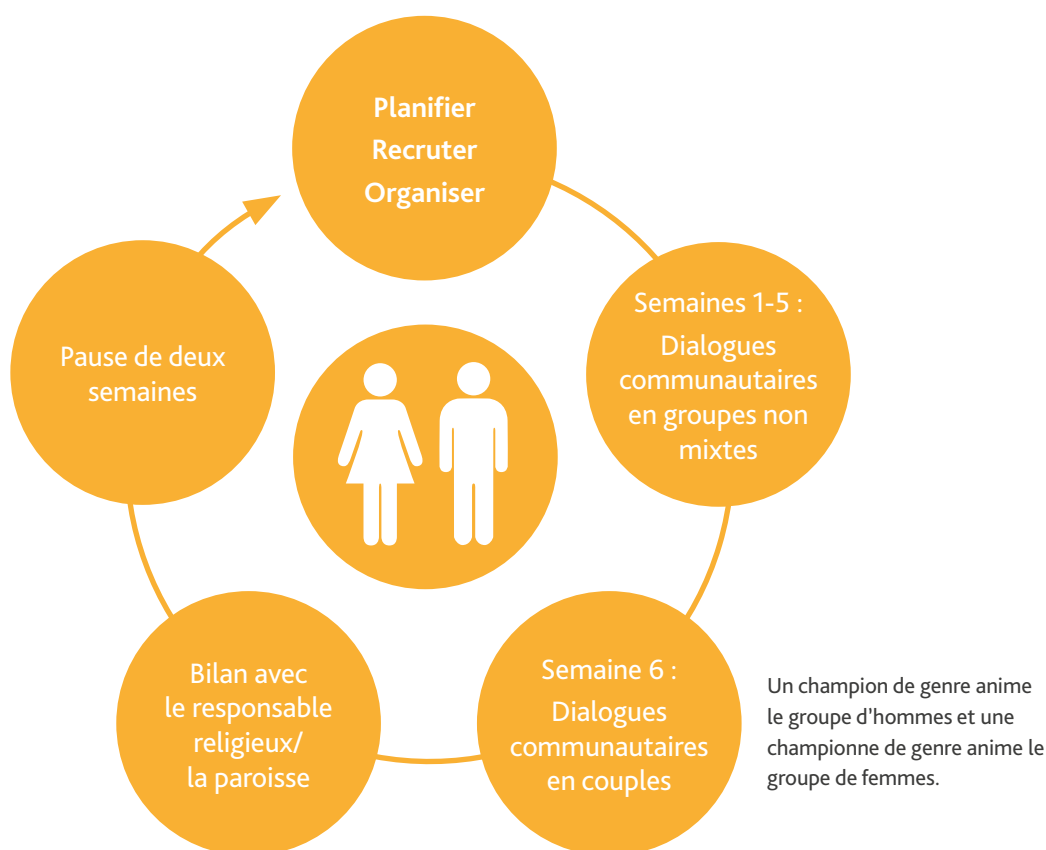 Planifier
Recruter
Organiser
Semaines 1-5 :
Dialogues
communautaires
en groupes non
mixtes
Semaine 6 :
Dialogues
communautaires
en couples
Un champion de genre anime
le groupe d'hommes et une
championne de genre anime le
groupe de femmes.
Bilan avec
le responsable
religieux/
la paroisse
Pause de deux
semaines